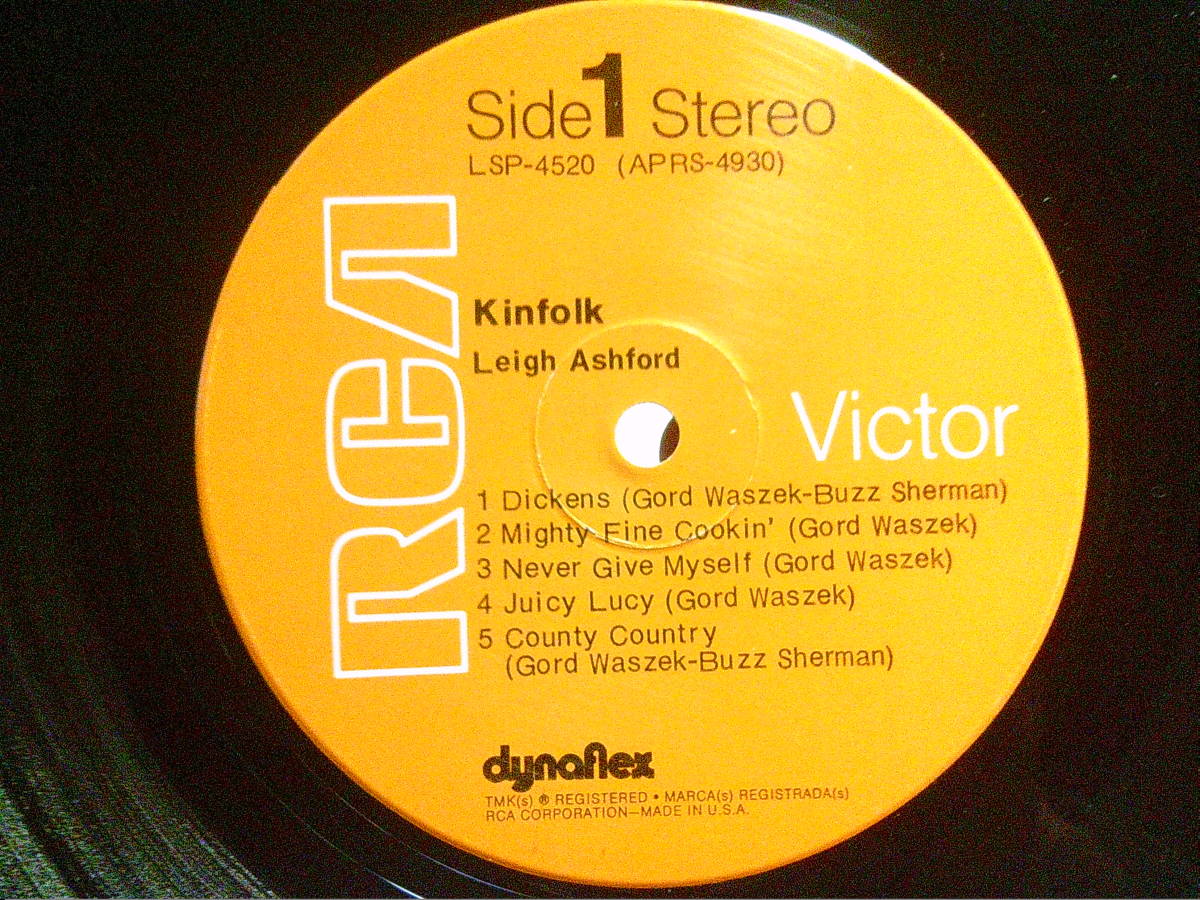 Side 1 Stereo
LSP-4520 (APRS-4930)
RCA
Kinfolk
Leigh Ashford
Victor
1 Dickens (Gord Waszek-Buzz Sherman)
2 Mighty Fine Cookin' (Gord Waszek)
3 Never Give Myself (Gord Waszek)
4 Juicy Lucy (Gord Waszek)
5 County Country
(Gord Waszek-Buzz Sherman)
dynaflex
TMK(s) ® REGISTERED • MARCA(s) REGISTRADA(s)
RCA CORPORATION—MADE IN U.S.A.